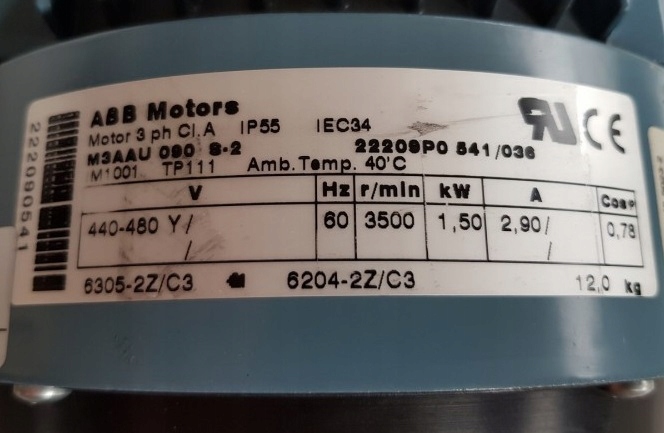 ABB Motors
Motor 3 ph Cl.A IP55 IEC34
M3AAU 090 S-2 22209P0 541/036
M1001 TP111 Amb.Temp. 40°C
V Hz r/min kW A Cosφ
440-480 Y/ 60 3500 1,50 2,90/ 0,78
/ /
6305-2Z/C3 6204-2Z/C3 12,0 kg
222090541